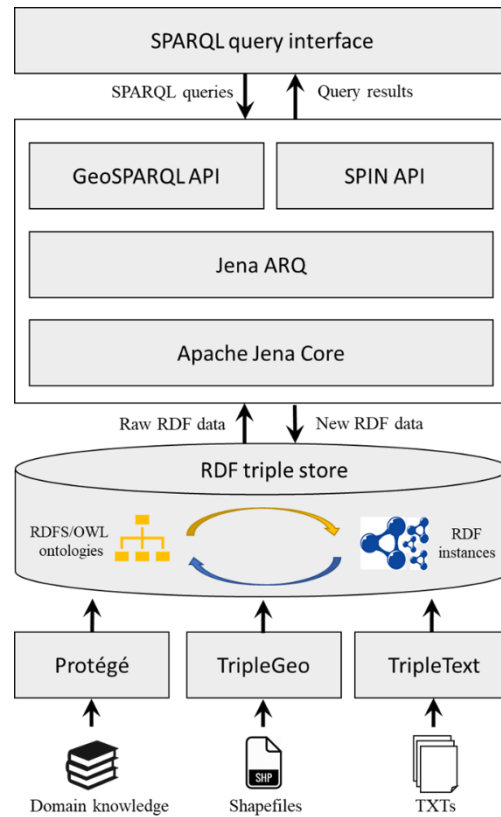 SPARQL query interface
SPARQL queries
Query results
GeoSPARQL API
SPIN API
Jena ARQ
Apache Jena Core
Raw RDF data
New RDF data
RDF triple store
RDFS/OWL
ontologies
RDF
instances
Protégé
TripleGeo
TripleText
SHP
Domain knowledge
Shapefiles
TXTs